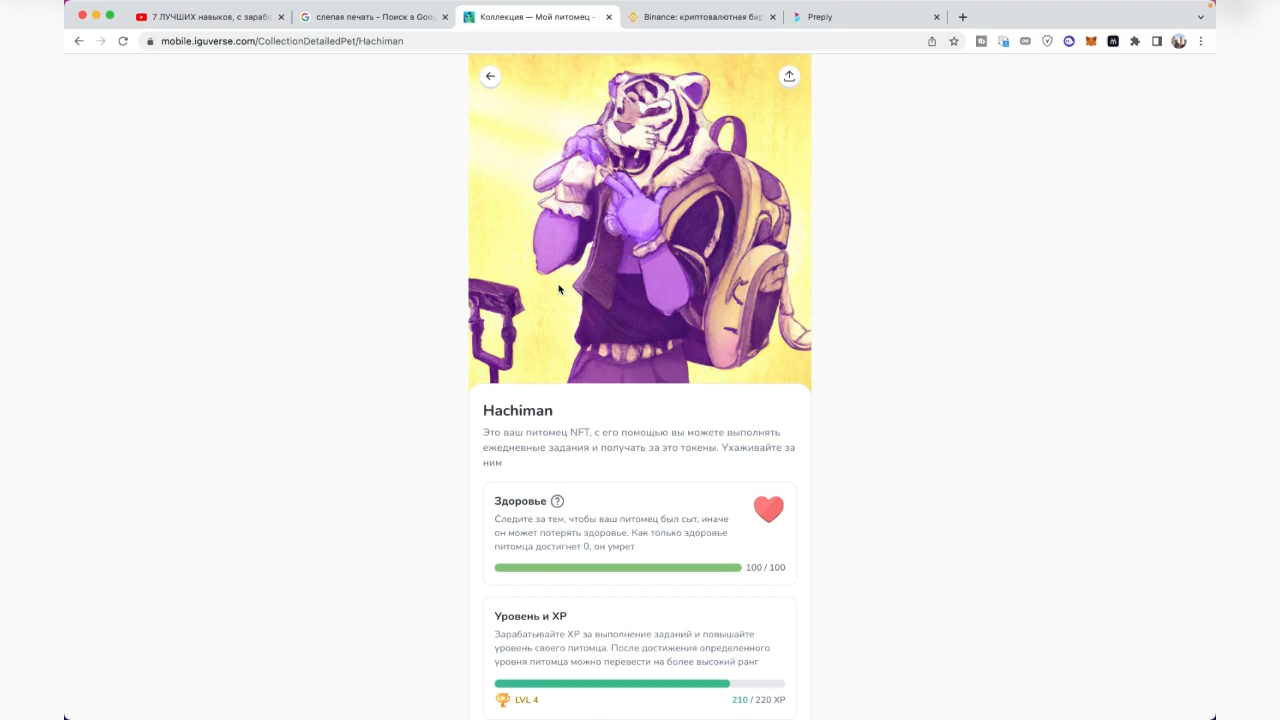 7 ЛУЧШИХ навыков, с зараб
слепая печать - Поиск в Goog
Коллекция — Мой питомец -
Binance: криптовалютная бир
Preply
mobile.iguverse.com/CollectionDetailedPet/Hachiman
Hachiman
Это ваш питомец NFT, с его помощью вы можете выполнять
ежедневные задания и получать за это токены. Ухаживайте за
ним
Здоровье ?
Следите за тем, чтобы ваш питомец был сыт, иначе
он может потерять здоровье. Как только здоровье
питомца достигнет 0, он умрет
100 / 100
Уровень и XP
Зарабатывайте XP за выполнение заданий и повышайте
уровень своего питомца. После достижения определенного
уровня питомца можно перевести на более высокий ранг
LVL 4
210 / 220 XP